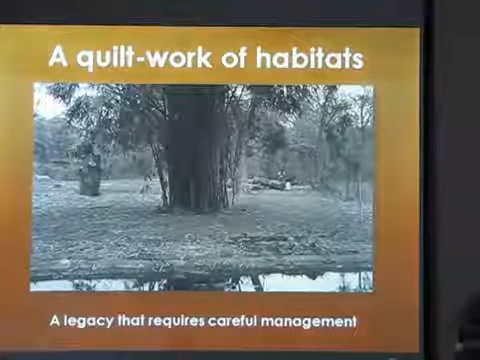 A quilt-work of habitats
A legacy that requires careful management